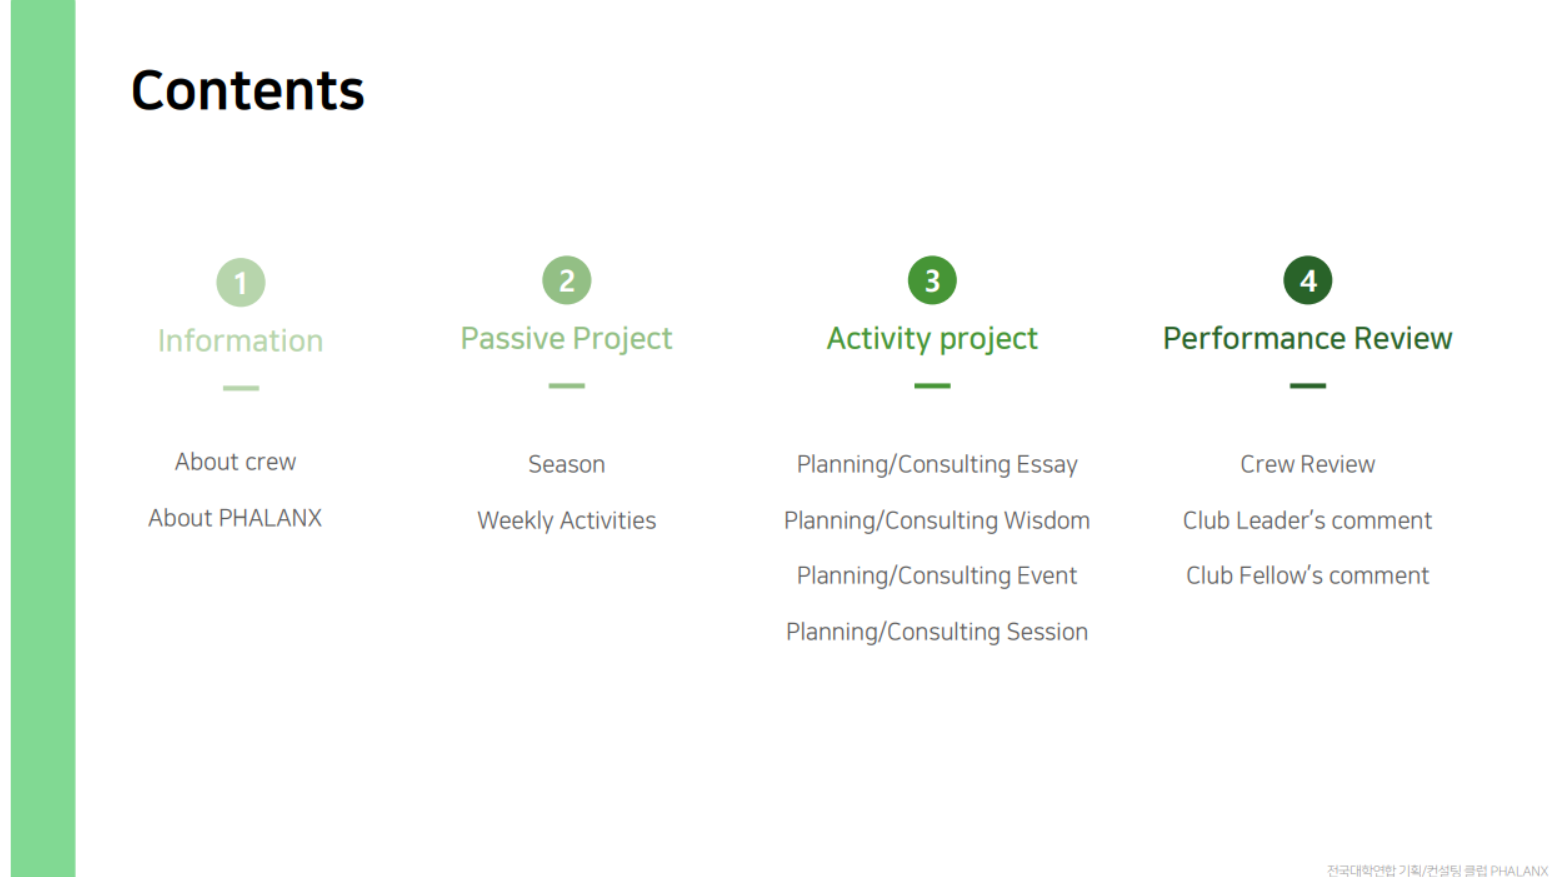 Contents
1
Information
About crew
About PHALANX
2
Passive Project
Season
Weekly Activities
3
Activity project
Planning/Consulting Essay
Planning/Consulting Wisdom
Planning/Consulting Event
Planning/Consulting Session
4
Performance Review
Crew Review
Club Leader's comment
Club Fellow's comment
전국대학연합 기획/컨설팅 클럽 PHALANX